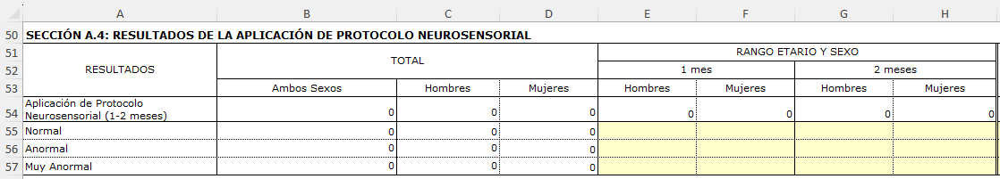 A B C D E F G H
50 SECCIÓN A.4: RESULTADOS DE LA APLICACIÓN DE PROTOCOLO NEUROSENSORIAL
51 RESULTADOS TOTAL RANGO ETARIO Y SEXO
52 1 mes 2 meses
53 Ambos Sexos Hombres Mujeres Hombres Mujeres Hombres Mujeres
Aplicación de Protocolo
54 Neurosensorial (1-2 meses) 0 0 0 0 0 0 0
55 Normal 0 0 0
56 Anormal 0 0 0
57 Muy Anormal 0 0 0